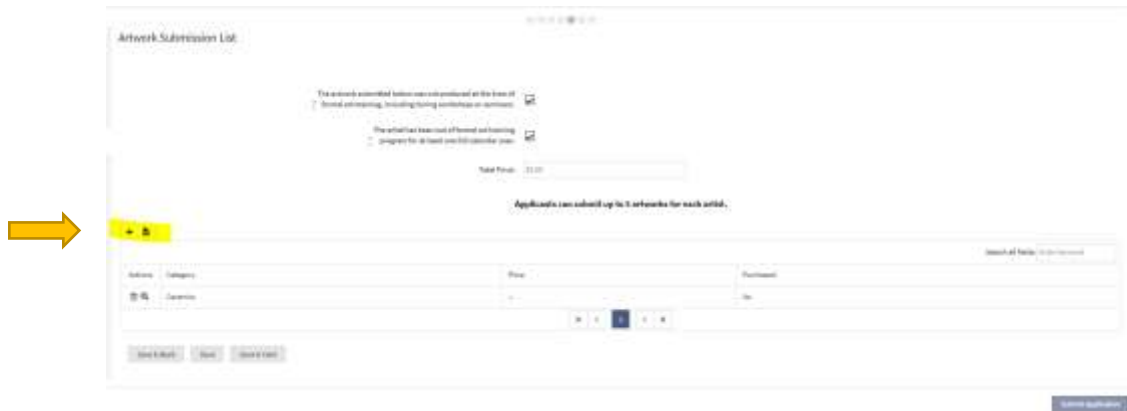 Artwork Submission List
The artwork submitted below was not produced at the time of
formal art training, including during workshops or seminars.
The artist has been out of formal art training
program for at least one full calendar year.
Total Price:
Applicants can submit up to 5 artworks for each artist.
Search all fields:
Actions Category Price Purchased
Ceramics No
Save & Back Save Save & Next
Submit Application